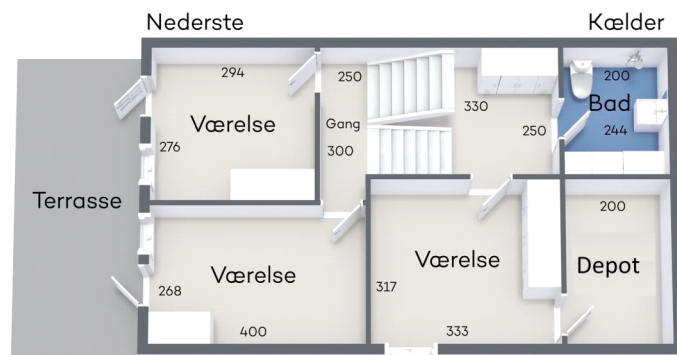 Nederste
Kælder
294
250
200
330
Bad
Værelse
Gang
276
250
244
300
Terrasse
200
Værelse
Værelse
Depot
268
317
400
333